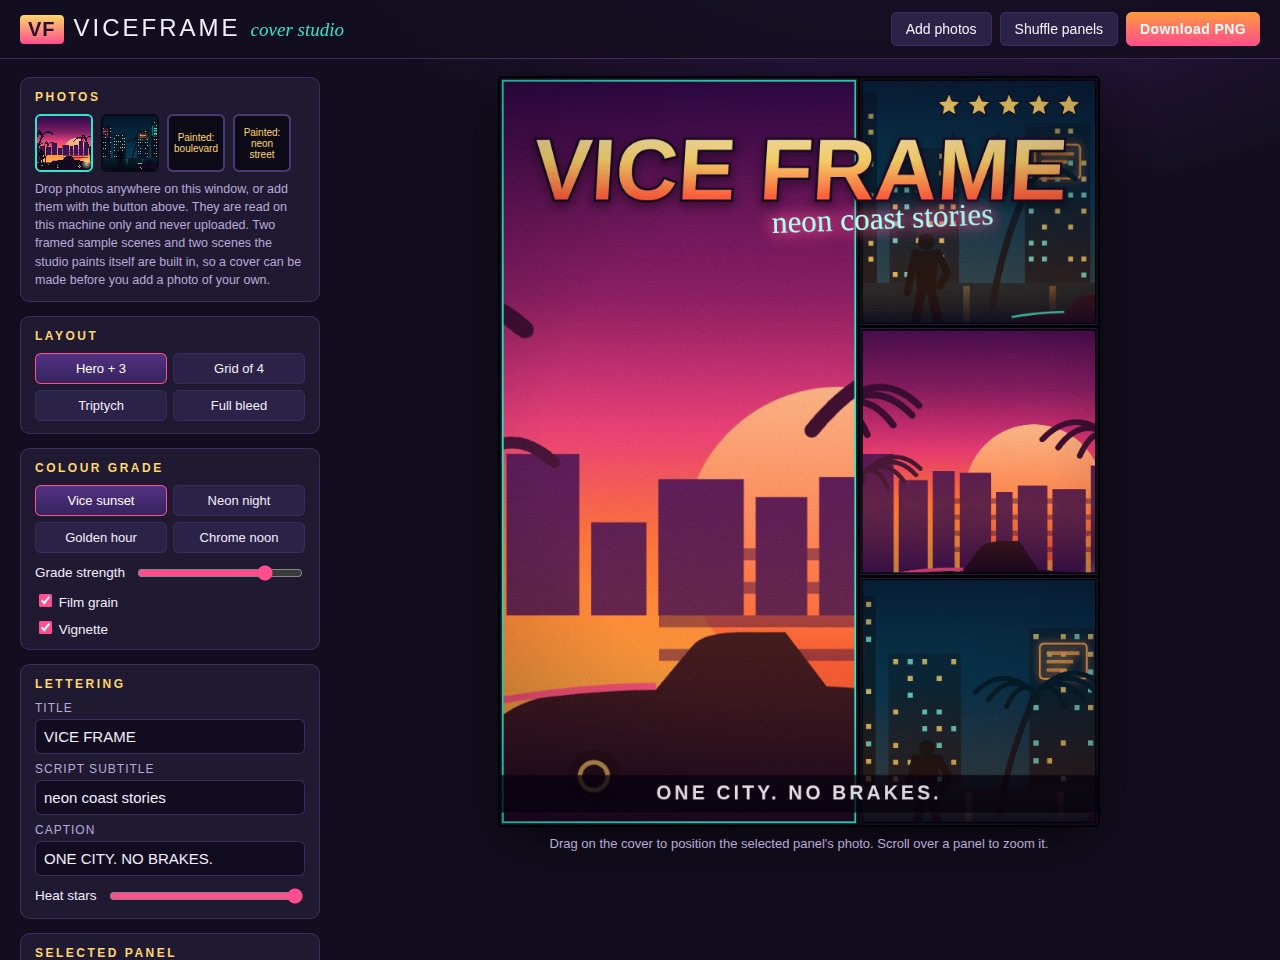 VF VICEFRAME cover studio
Add photos
Shuffle panels
Download PNG
PHOTOS
Painted:
boulevard
Painted:
neon
street
Drop photos anywhere on this window, or add
them with the button above. They are read on
this machine only and never uploaded. Two
framed sample scenes and two scenes the
studio paints itself are built in, so a cover can be
made before you add a photo of your own.
LAYOUT
Hero + 3
Grid of 4
Triptych
Full bleed
COLOUR GRADE
Vice sunset
Neon night
Golden hour
Chrome noon
Grade strength
Film grain
Vignette
LETTERING
TITLE
VICE FRAME
SCRIPT SUBTITLE
neon coast stories
CAPTION
ONE CITY. NO BRAKES.
Heat stars
SELECTED PANEL
VICE FRAME
neon coast stories
ONE CITY. NO BRAKES.
Drag on the cover to position the selected panel's photo. Scroll over a panel to zoom it.